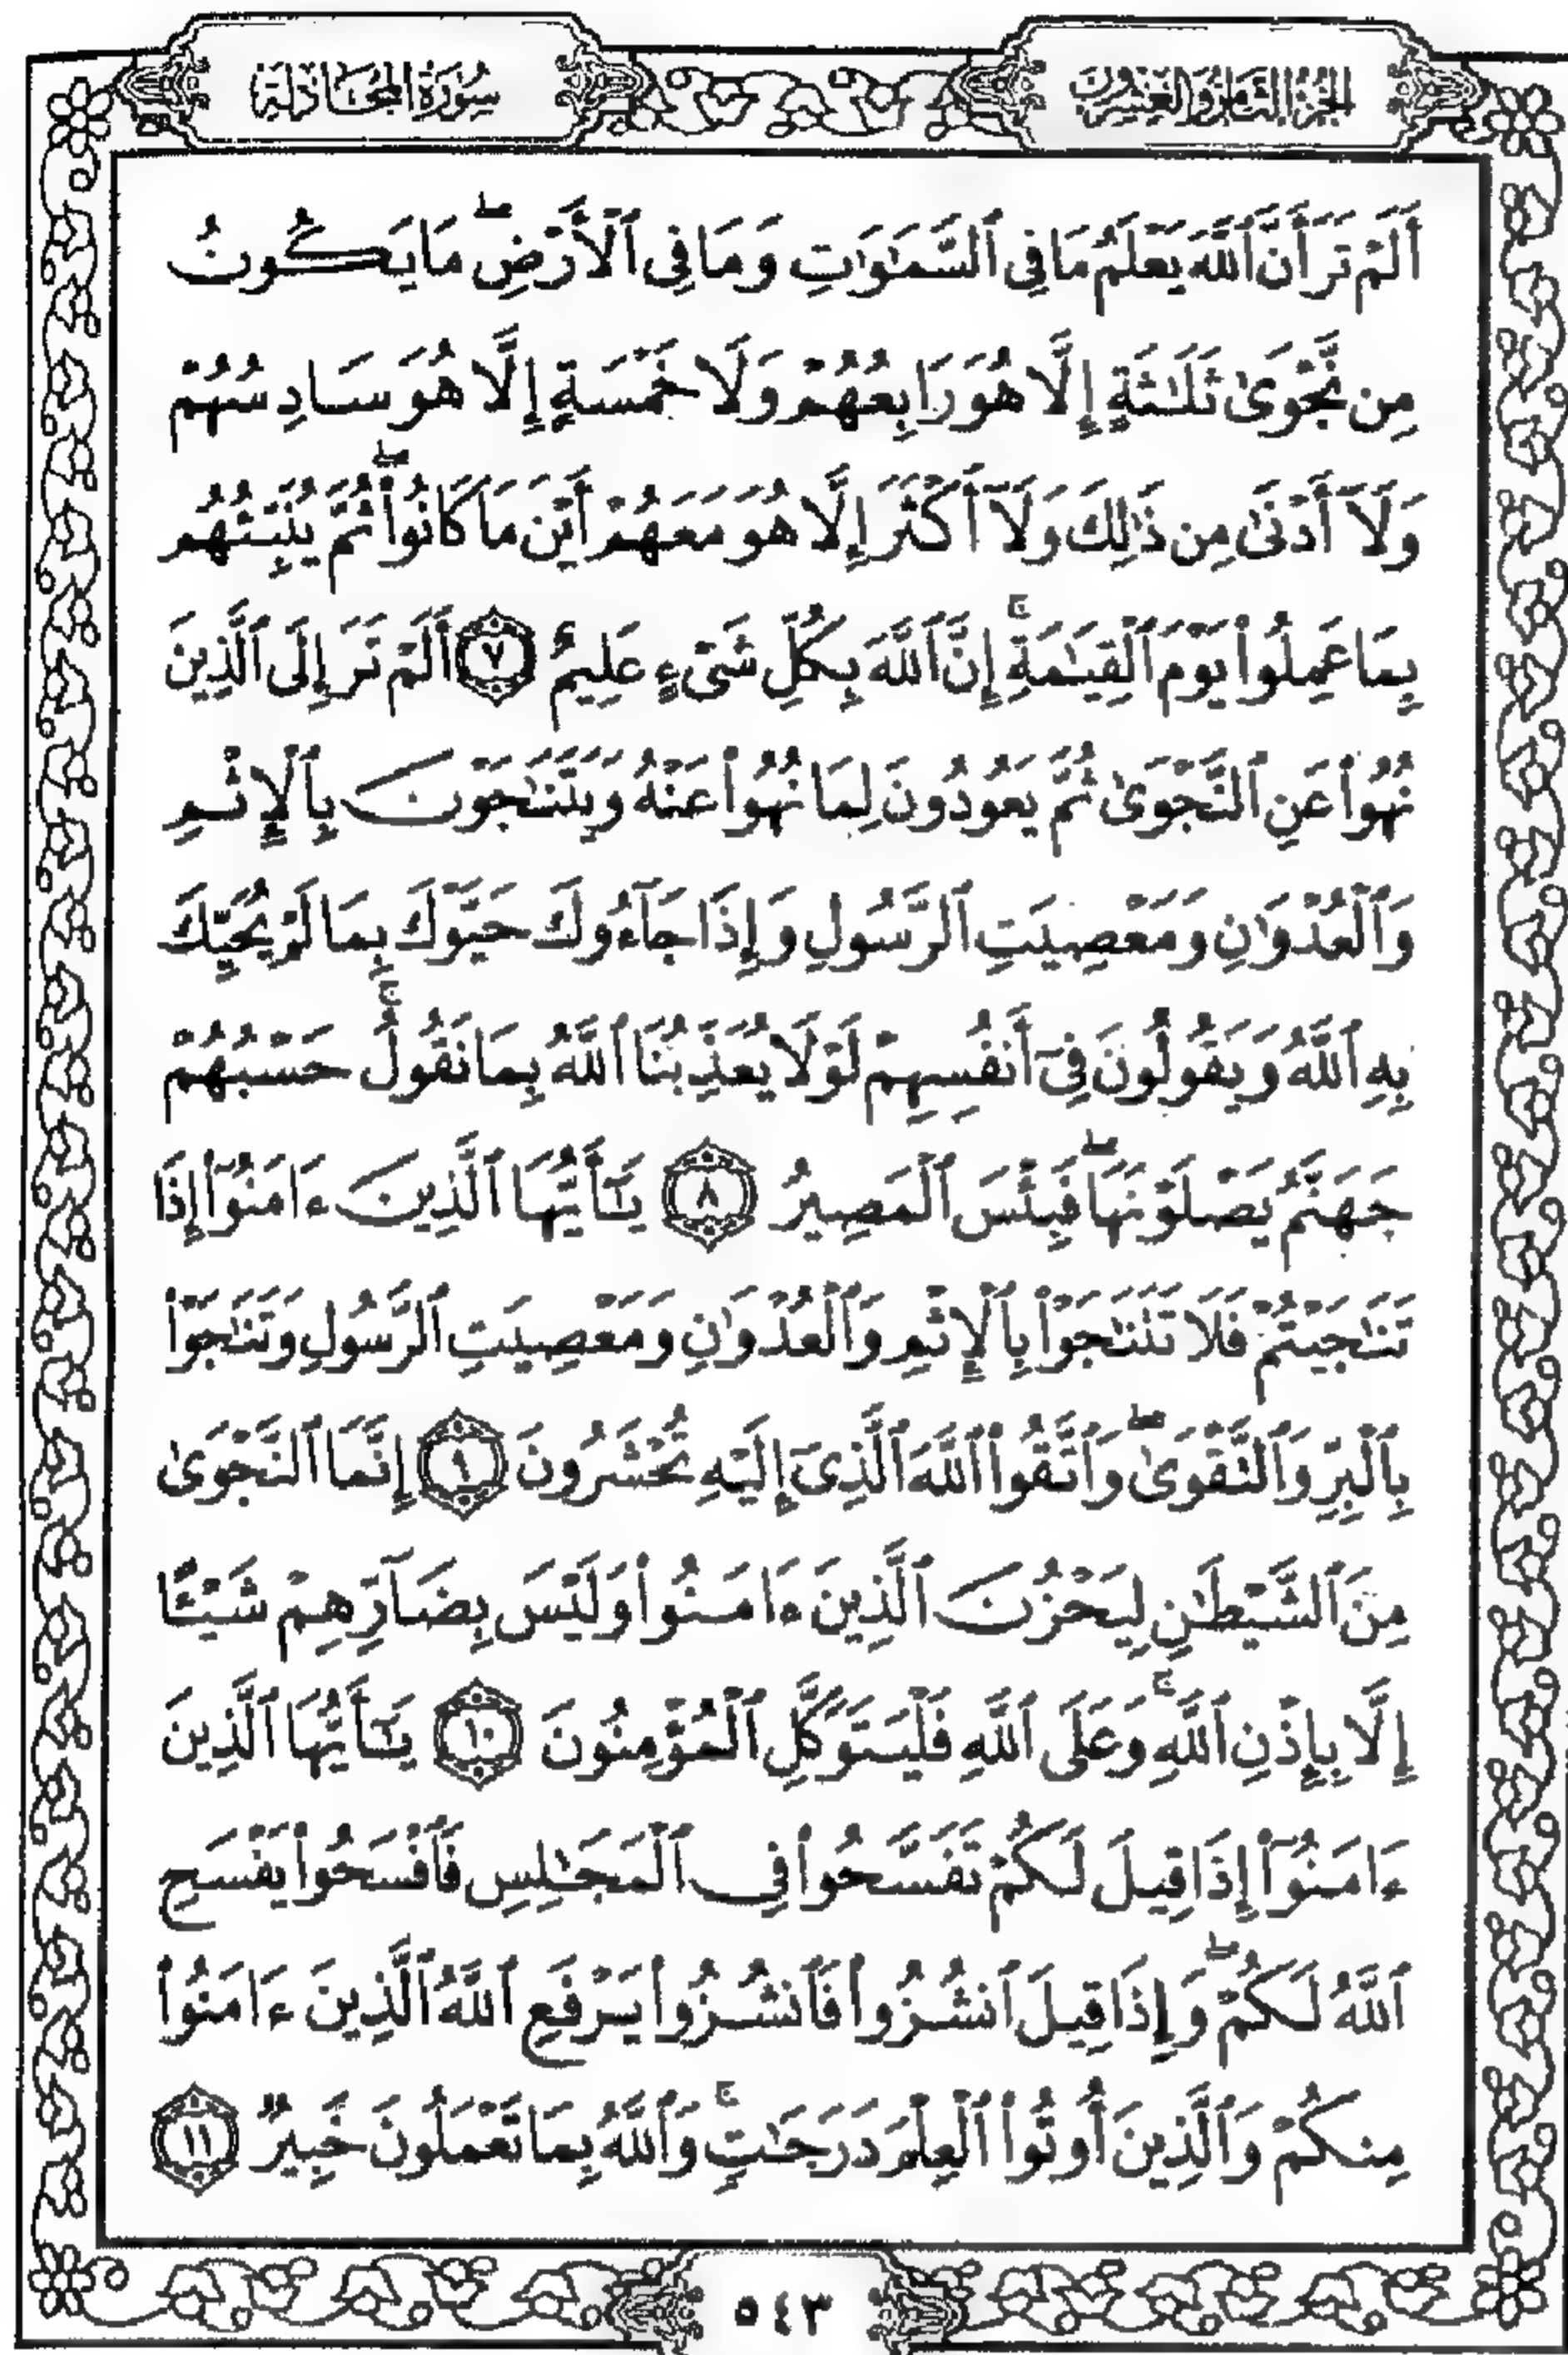 الجزء الثامن والعشرون
سورة المجادلة
أَلَمْ تَرَ أَنَّ ٱللَّهَ يَعْلَمُ مَا فِى ٱلسَّمَٰوَٰتِ وَمَا فِى ٱلْأَرْضِ ۖ مَا يَكُونُ
مِن نَّجْوَىٰ ثَلَٰثَةٍ إِلَّا هُوَ رَابِعُهُمْ وَلَا خَمْسَةٍ إِلَّا هُوَ سَادِسُهُمْ
وَلَآ أَدْنَىٰ مِن ذَٰلِكَ وَلَآ أَكْثَرَ إِلَّا هُوَ مَعَهُمْ أَيْنَ مَا كَانُوا۟ ۖ ثُمَّ يُنَبِّئُهُم
بِمَا عَمِلُوا۟ يَوْمَ ٱلْقِيَٰمَةِ ۚ إِنَّ ٱللَّهَ بِكُلِّ شَىْءٍ عَلِيمٌ ٧ أَلَمْ تَرَ إِلَى ٱلَّذِينَ
نُهُوا۟ عَنِ ٱلنَّجْوَىٰ ثُمَّ يَعُودُونَ لِمَا نُهُوا۟ عَنْهُ وَيَتَنَٰجَوْنَ بِٱلْإِثْمِ
وَٱلْعُدْوَٰنِ وَمَعْصِيَتِ ٱلرَّسُولِ وَإِذَا جَآءُوكَ حَيَّوْكَ بِمَا لَمْ يُحَيِّكَ
بِهِ ٱللَّهُ وَيَقُولُونَ فِىٓ أَنفُسِهِمْ لَوْلَا يُعَذِّبُنَا ٱللَّهُ بِمَا نَقُولُ ۚ حَسْبُهُمْ
جَهَنَّمُ يَصْلَوْنَهَا ۖ فَبِئْسَ ٱلْمَصِيرُ ٨ يَٰٓأَيُّهَا ٱلَّذِينَ ءَامَنُوٓا۟ إِذَا
تَنَٰجَيْتُمْ فَلَا تَتَنَٰجَوْا۟ بِٱلْإِثْمِ وَٱلْعُدْوَٰنِ وَمَعْصِيَتِ ٱلرَّسُولِ وَتَنَٰجَوْا۟
بِٱلْبِرِّ وَٱلتَّقْوَىٰ ۖ وَٱتَّقُوا۟ ٱللَّهَ ٱلَّذِىٓ إِلَيْهِ تُحْشَرُونَ ٩ إِنَّمَا ٱلنَّجْوَىٰ
مِنَ ٱلشَّيْطَٰنِ لِيَحْزُنَ ٱلَّذِينَ ءَامَنُوا۟ وَلَيْسَ بِضَآرِّهِمْ شَيْـًٔا
إِلَّا بِإِذْنِ ٱللَّهِ ۚ وَعَلَى ٱللَّهِ فَلْيَتَوَكَّلِ ٱلْمُؤْمِنُونَ ١٠ يَٰٓأَيُّهَا ٱلَّذِينَ
ءَامَنُوٓا۟ إِذَا قِيلَ لَكُمْ تَفَسَّحُوا۟ فِى ٱلْمَجَٰلِسِ فَٱفْسَحُوا۟ يَفْسَحِ
ٱللَّهُ لَكُمْ ۖ وَإِذَا قِيلَ ٱنشُزُوا۟ فَٱنشُزُوا۟ يَرْفَعِ ٱللَّهُ ٱلَّذِينَ ءَامَنُوا۟
مِنكُمْ وَٱلَّذِينَ أُوتُوا۟ ٱلْعِلْمَ دَرَجَٰتٍ ۚ وَٱللَّهُ بِمَا تَعْمَلُونَ خَبِيرٌ ١١
٥٤٣